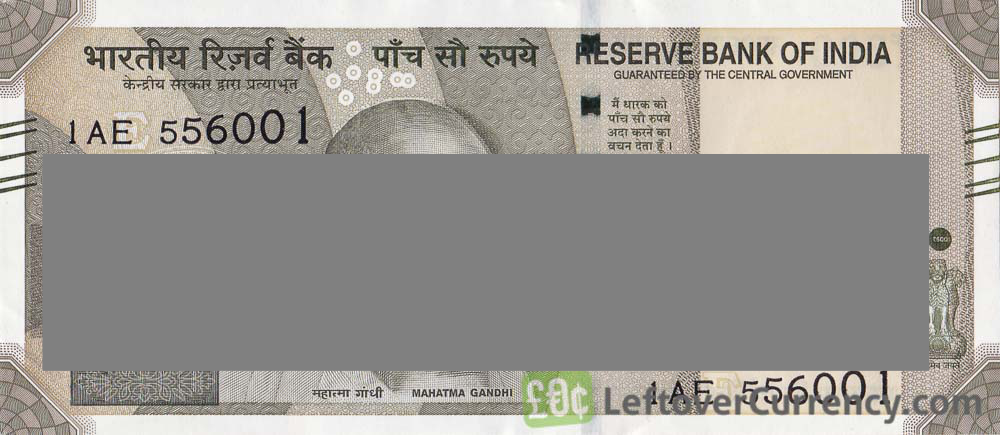 भारतीय रिज़र्व बैंक
केन्द्रीय सरकार द्वारा प्रत्याभूत
पाँच सौ रुपये
RESERVE BANK OF INDIA
GUARANTEED BY THE CENTRAL GOVERNMENT
1AE 556001
मैं धारक को
पाँच सौ रुपये
अदा करने का
वचन देता हूँ ।
महात्मा गांधी MAHATMA GANDHI
1AE 556001
£0¢ LeftoverCurrency.com